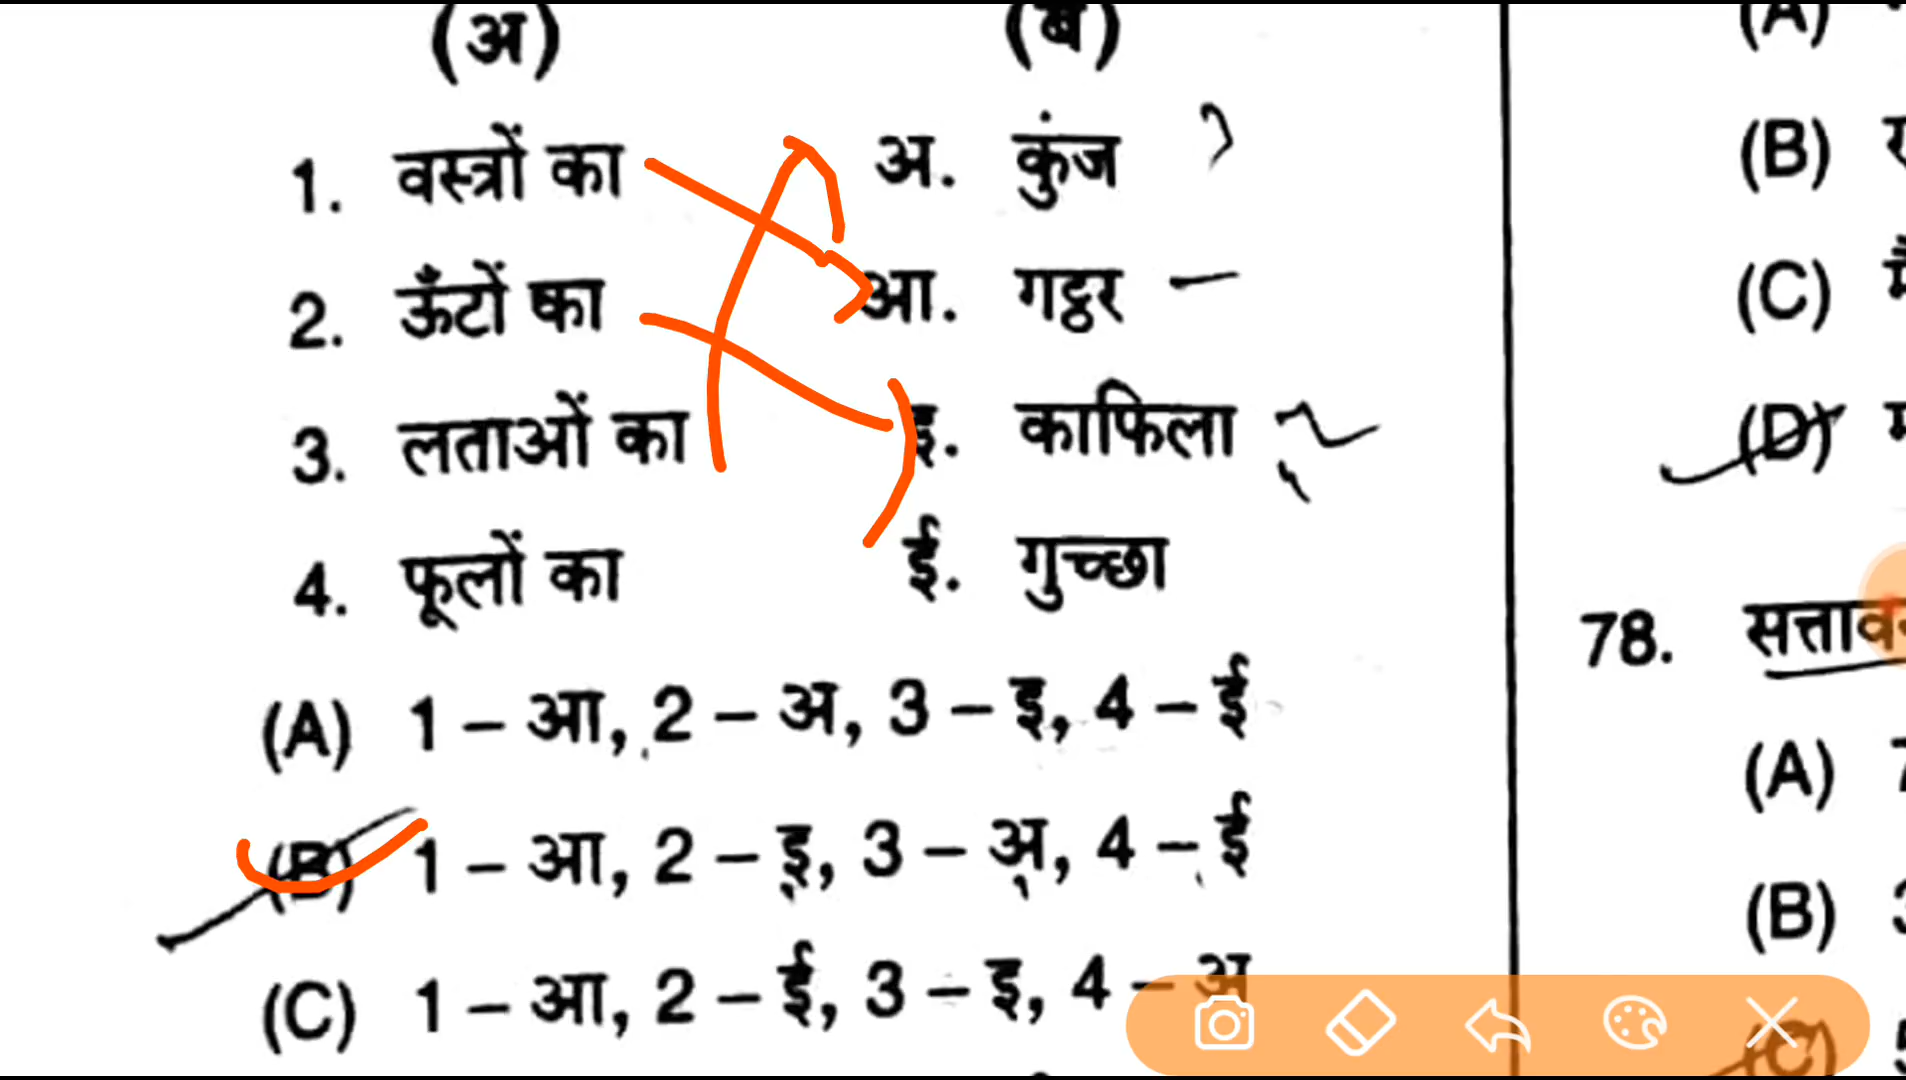 (अ) (ब)
1. वस्त्रों का अ. कुंज
2. ऊँटों का आ. गट्ठर
3. लताओं का इ. काफिला
4. फूलों का ई. गुच्छा
(A) 1 – आ, 2 – अ, 3 – इ, 4 – ई
(B) 1 – आ, 2 – इ, 3 – अ, 4 – ई
(C) 1 – आ, 2 – ई, 3 – इ, 4 – अ
(A)
(B)
(C)
(D)
78.
(A)
(B)
(C)